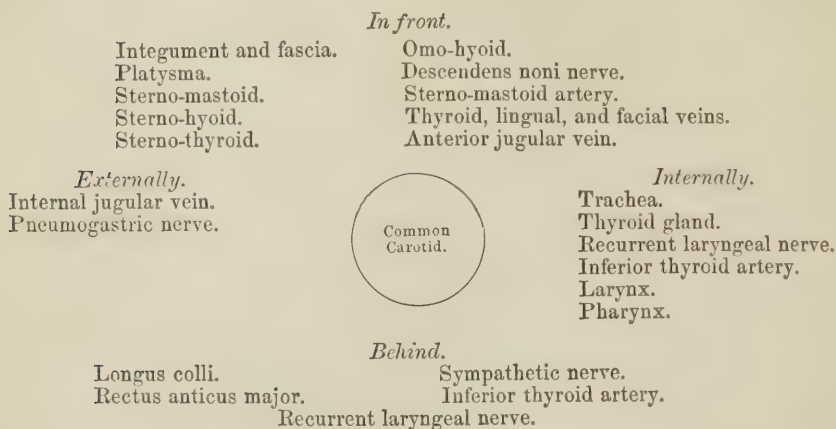 In front.
Integument and fascia.
Platysma.
Sterno-mastoid.
Sterno-hyoid.
Sterno-thyroid.
Omo-hyoid.
Descendens noni nerve.
Sterno-mastoid artery.
Thyroid, lingual, and facial veins.
Anterior jugular vein.
Externally.
Internal jugular vein.
Pneumogastric nerve.
Common
Carotid.
Internally.
Trachea.
Thyroid gland.
Recurrent laryngeal nerve.
Inferior thyroid artery.
Larynx.
Pharynx.
Behind.
Longus colli.
Rectus anticus major.
Sympathetic nerve.
Inferior thyroid artery.
Recurrent laryngeal nerve.